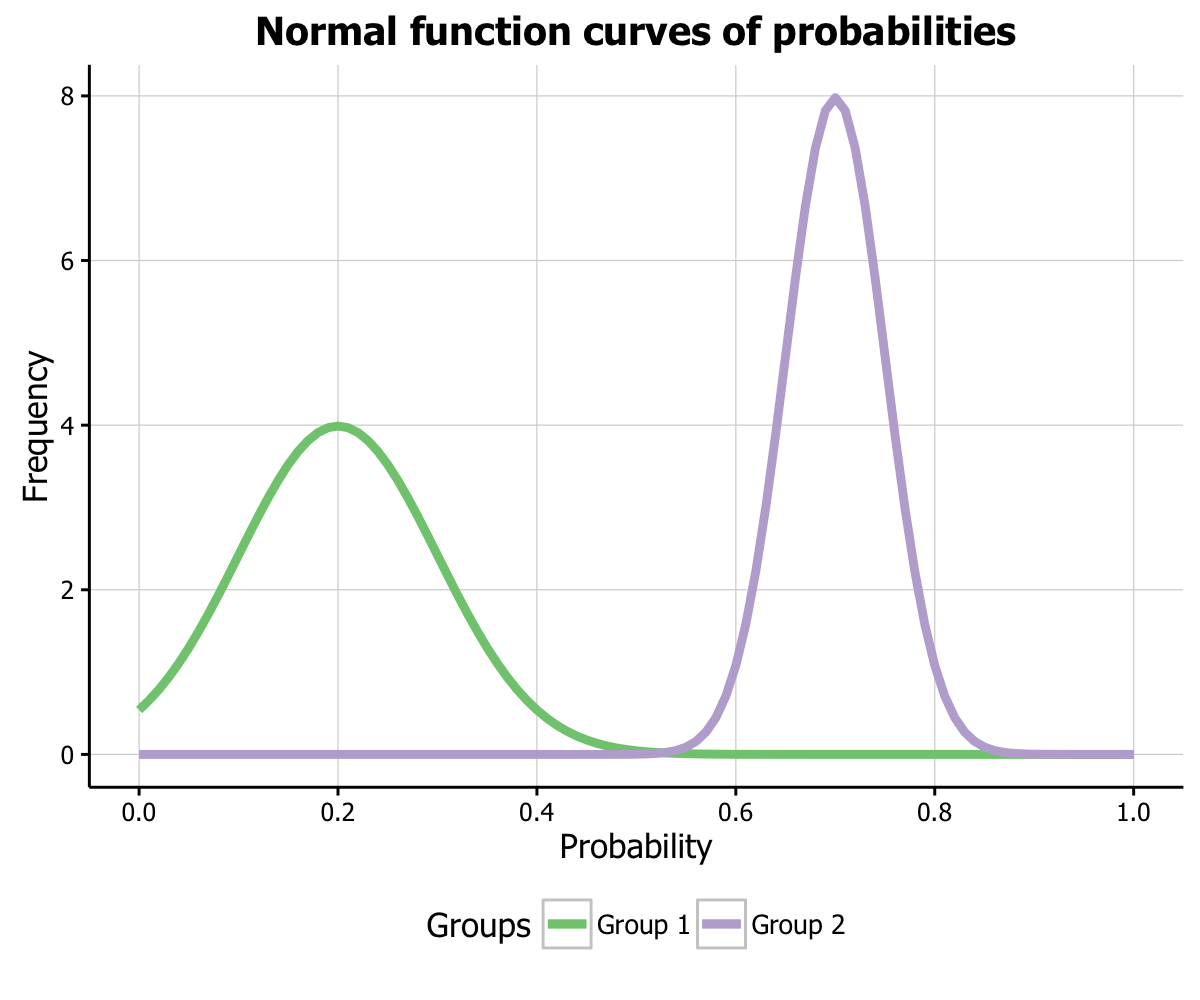 Normal function curves of probabilities
8
6
4
2
0
Frequency
0.0 0.2 0.4 0.6 0.8 1.0
Probability
Groups Group 1 Group 2